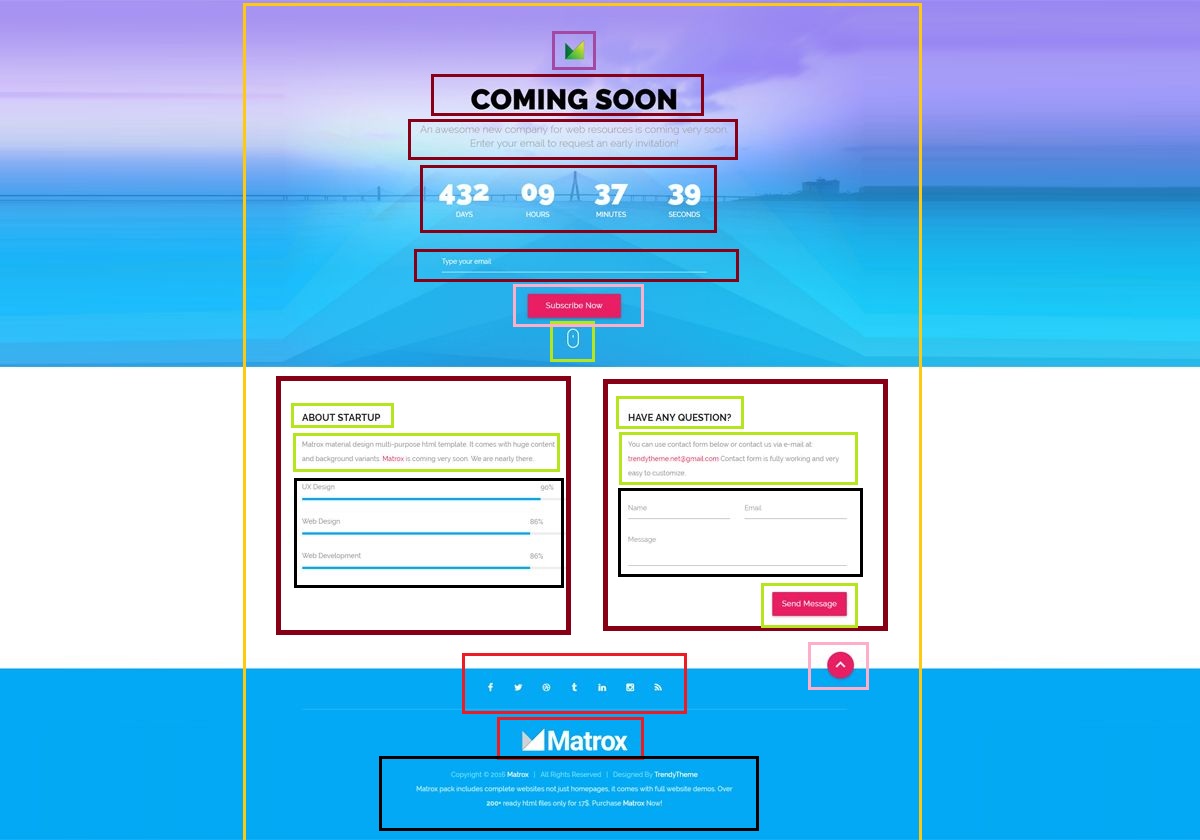 COMING SOON
An awesome new company for web resources is coming very soon.
Enter your email to request an early invitation!
432 09 37 39
DAYS HOURS MINUTES SECONDS
Type your email
Subscribe Now
ABOUT STARTUP
Matrox material design multi-purpose html template. It comes with huge content
and background variants. Matrox is coming very soon. We are nearly there.
UX Design 90%
Web Design 86%
Web Development 86%
HAVE ANY QUESTION?
You can use contact form below or contact us via e-mail at
trendytheme.net@gmail.com Contact form is fully working and very
easy to customize.
Name Email
Message
Send Message
Matrox
Copyright © 2016 Matrox | All Rights Reserved | Designed By TrendyTheme
Matrox pack includes complete websites not just homepages, it comes with full website demos. Over
200+ ready html files only for 17$. Purchase Matrox Now!